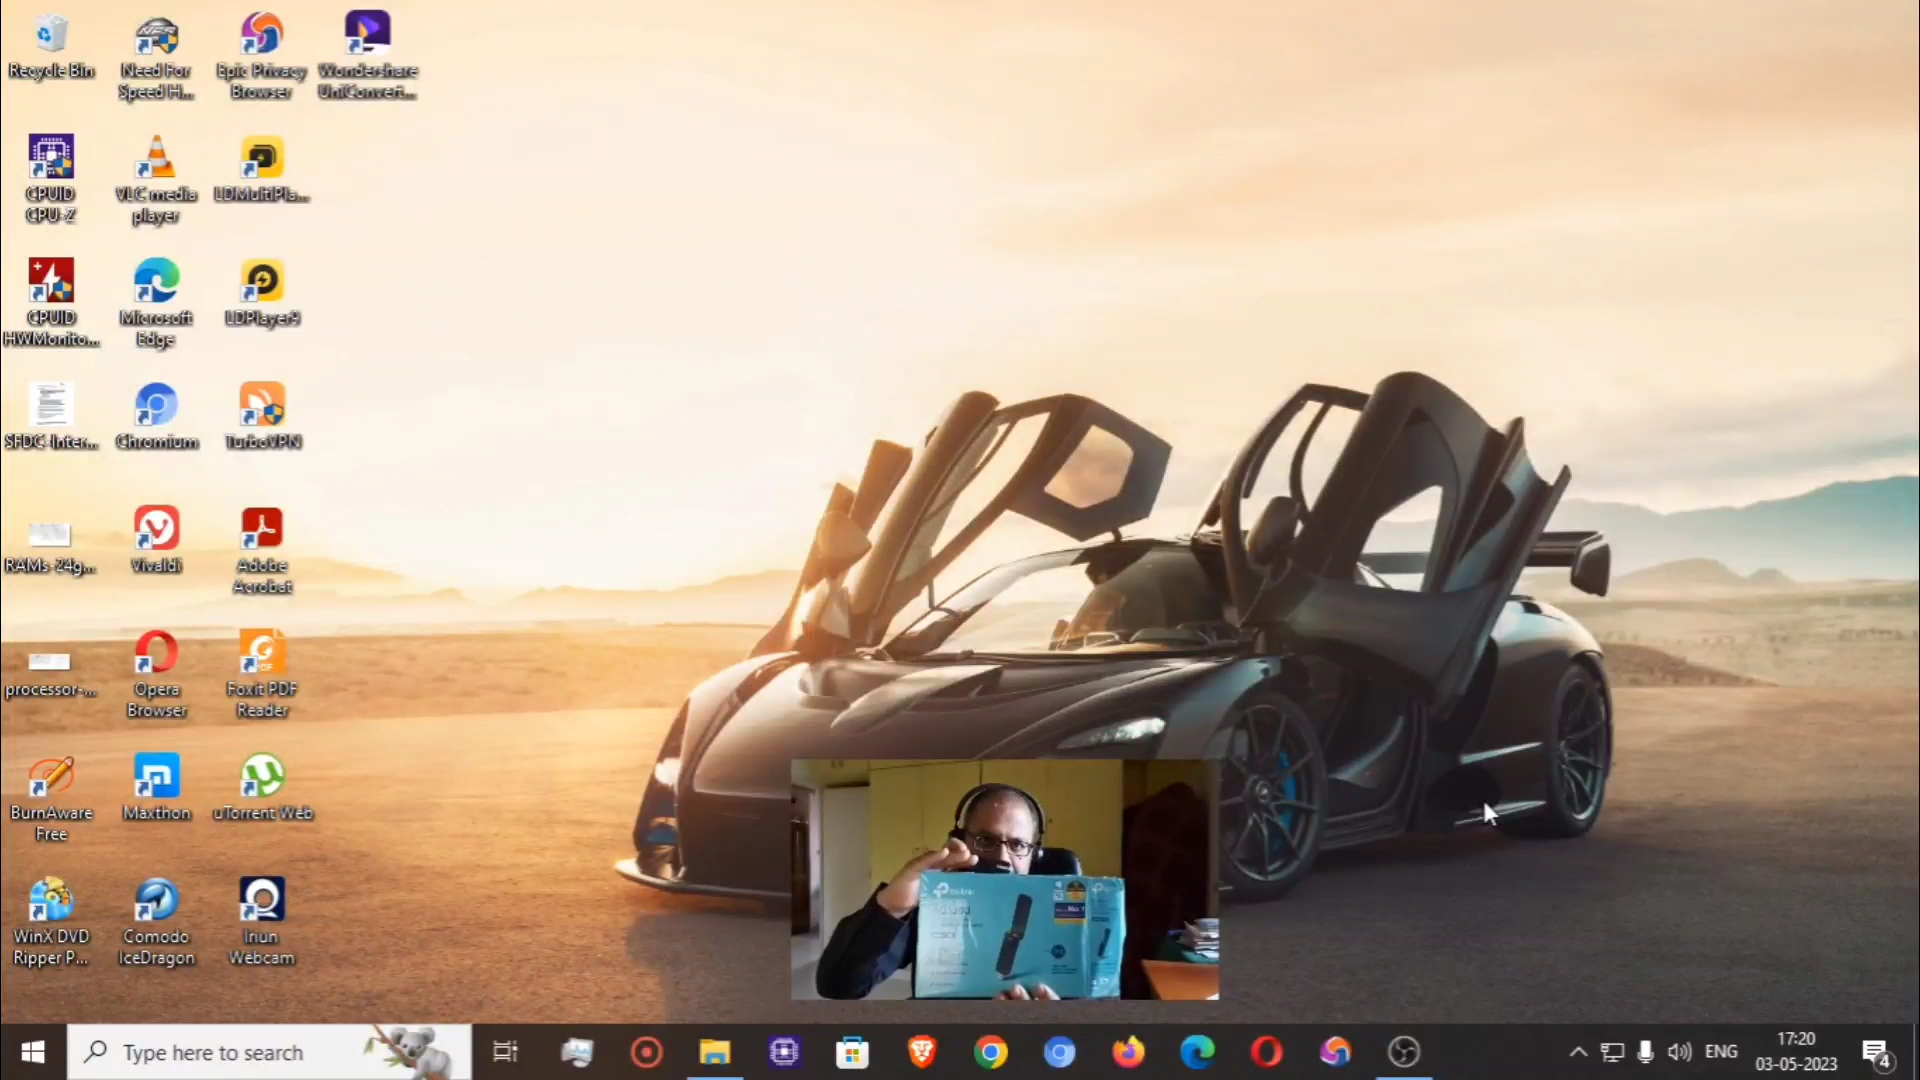 Recycle Bin
Need For
Speed H...
Epic Privacy
Browser
Wondershare
UniConvert...
CPUID
CPU-Z
VLC media
player
LDMultiPla...
CPUID
HWMonito...
Microsoft
Edge
LDPlayer9
SFDC-Inter...
Chromium
TurboVPN
RAMs-24g...
Vivaldi
Adobe
Acrobat
processor-...
Opera
Browser
Foxit PDF
Reader
BurnAware
Free
Maxthon
uTorrent Web
WinX DVD
Ripper P...
Comodo
IceDragon
Iriun
Webcam
tp-link
Type here to search
ENG
17:20
03-05-2023
4